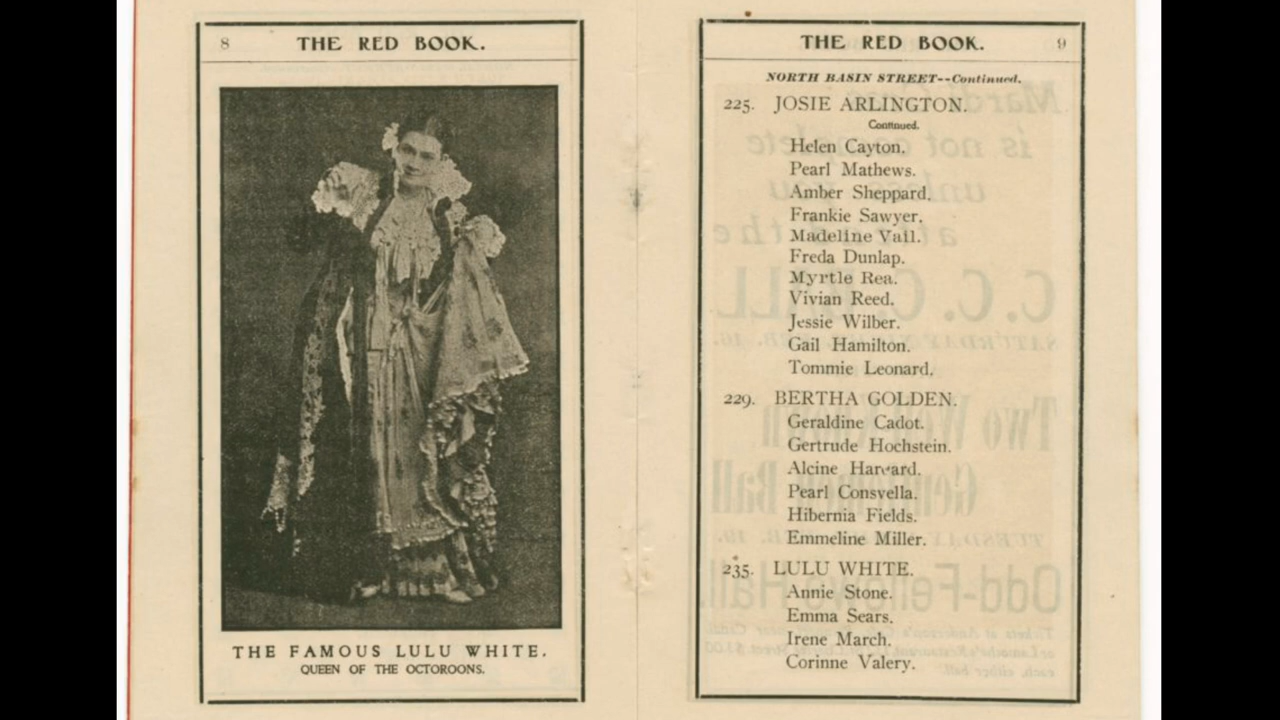 8 THE RED BOOK.
THE FAMOUS LULU WHITE.
QUEEN OF THE OCTOROONS.
THE RED BOOK. 9
NORTH BASIN STREET--Continued.
225. JOSIE ARLINGTON.
Continued.
Helen Cayton.
Pearl Mathews.
Amber Sheppard.
Frankie Sawyer.
Madeline Vail.
Freda Dunlap.
Myrtle Rea.
Vivian Reed.
Jessie Wilber.
Gail Hamilton.
Tommie Leonard.
229. BERTHA GOLDEN.
Geraldine Cadot.
Gertrude Hochstein.
Alcine Harvard.
Pearl Consvella.
Hibernia Fields.
Emmeline Miller.
235. LULU WHITE.
Annie Stone.
Emma Sears.
Irene March.
Corinne Valery.